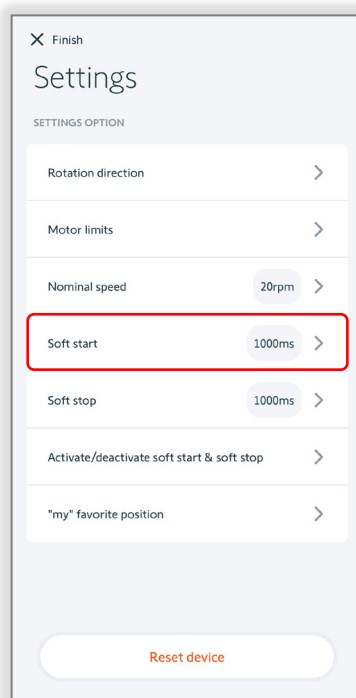 Finish
Settings
SETTINGS OPTION
Rotation direction
Motor limits
Nominal speed 20rpm
Soft start 1000ms
Soft stop 1000ms
Activate/deactivate soft start & soft stop
"my" favorite position
Reset device